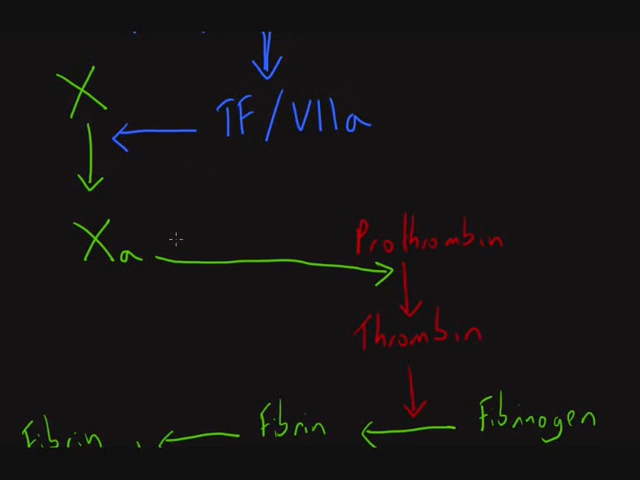 X
TF/VIIa
Xa
Prothrombin
Thrombin
Fibrin Fibrin Fibrinogen